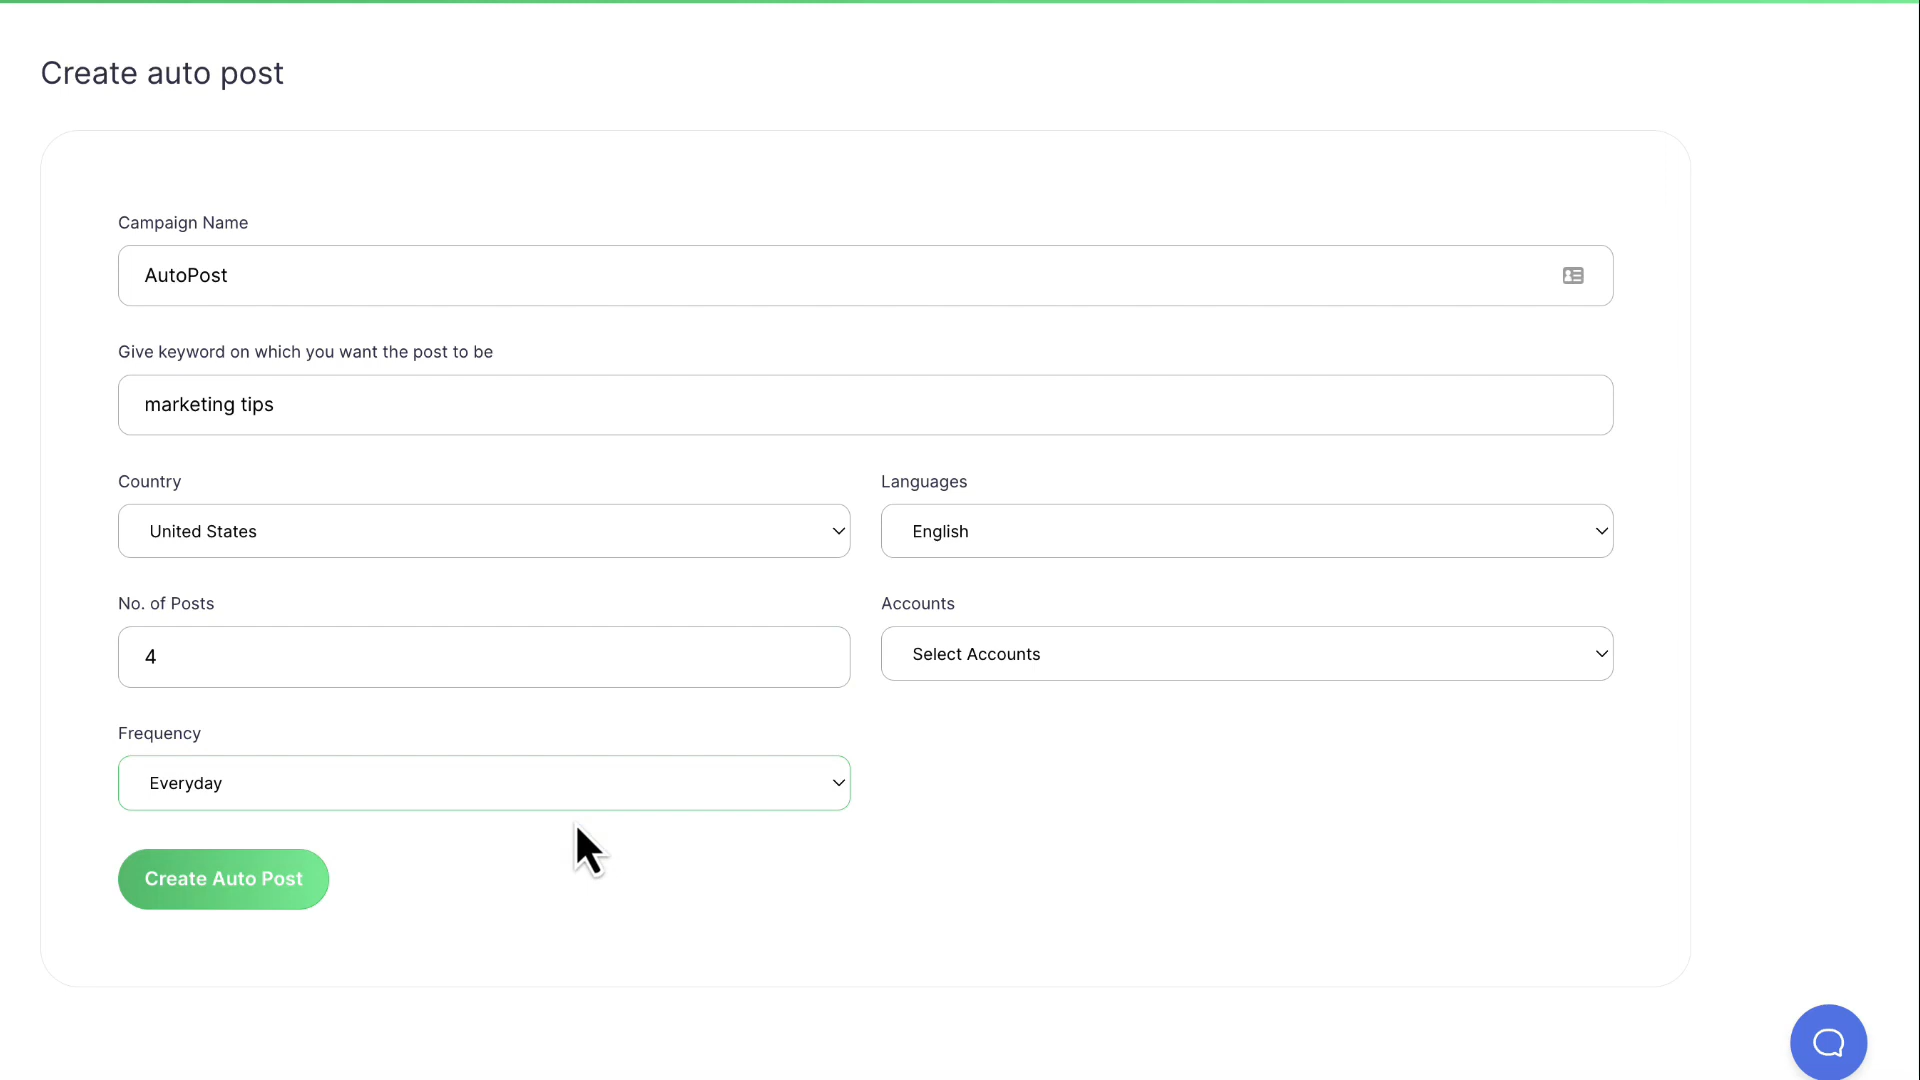 Create auto post
Campaign Name
AutoPost
Give keyword on which you want the post to be
marketing tips
Country
Languages
United States
English
No. of Posts
Accounts
4
Select Accounts
Frequency
Everyday
Create Auto Post